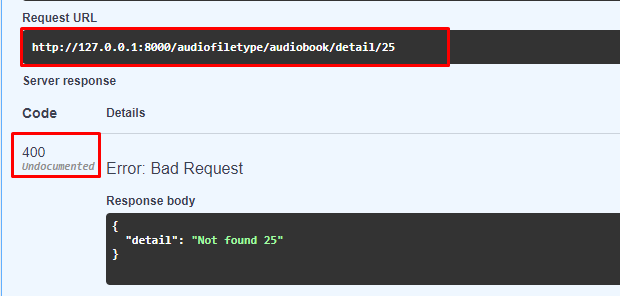 Request URL
http://127.0.0.1:8000/audiofiletype/audiobook/detail/25
Server response
Code Details
400
Undocumented
Error: Bad Request
Response body
{
"detail": "Not found 25"
}